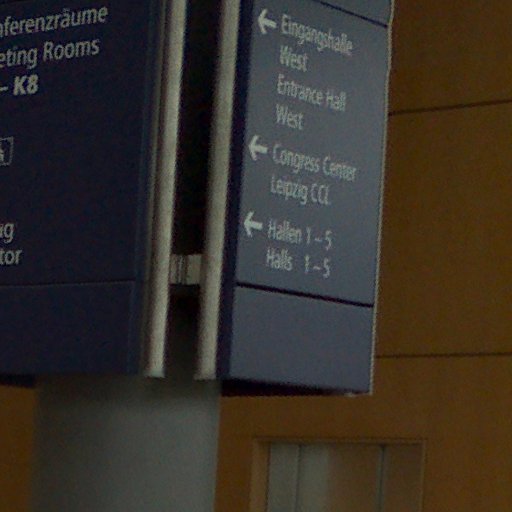 nferenzräume
eting Rooms
– K8
ug
tor
Eingangshalle
West
Entrance Hall
West
Congress Center
Leipzig CCL
Hallen 1 – 5
Halls 1 – 5